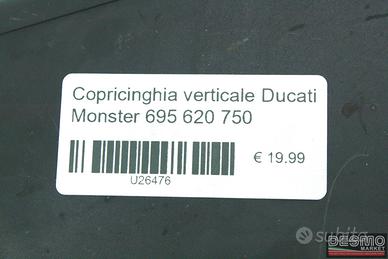 Copricinghia verticale Ducati
Monster 695 620 750
€ 19.99
U26476
subito
DESMO
MARKET